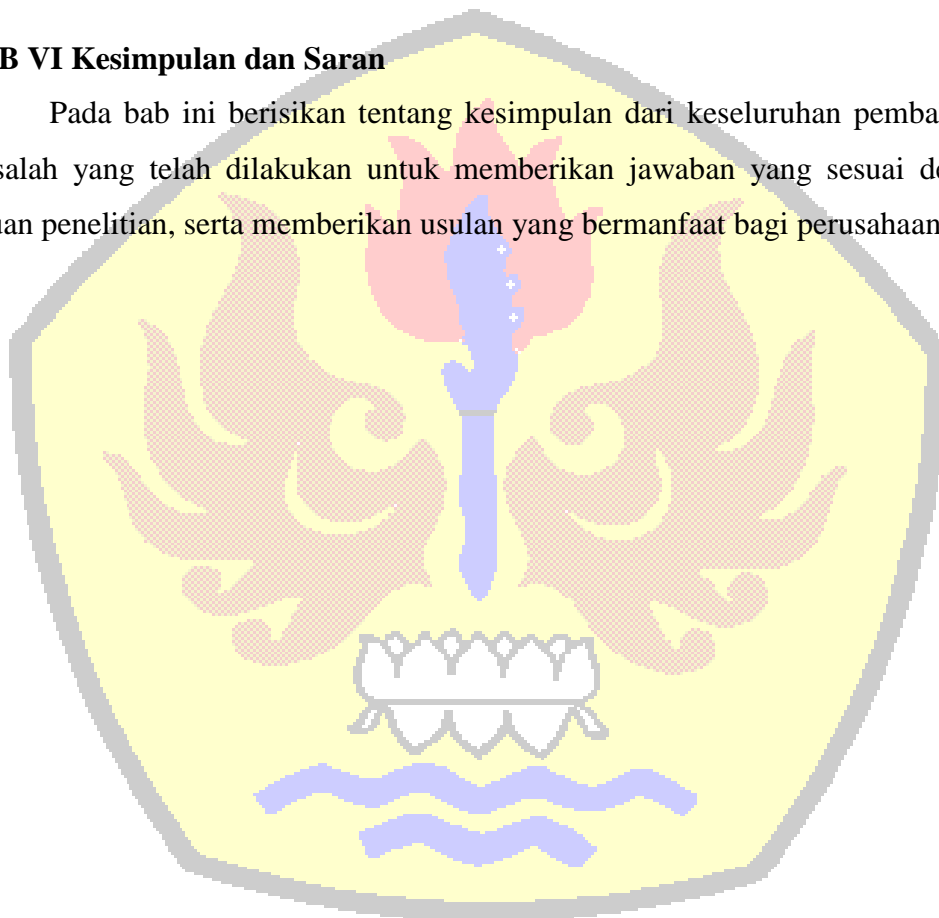 B VI Kesimpulan dan Saran
Pada bab ini berisikan tentang kesimpulan dari keseluruhan pemba
salah yang telah dilakukan untuk memberikan jawaban yang sesuai de
uan penelitian, serta memberikan usulan yang bermanfaat bagi perusahaan